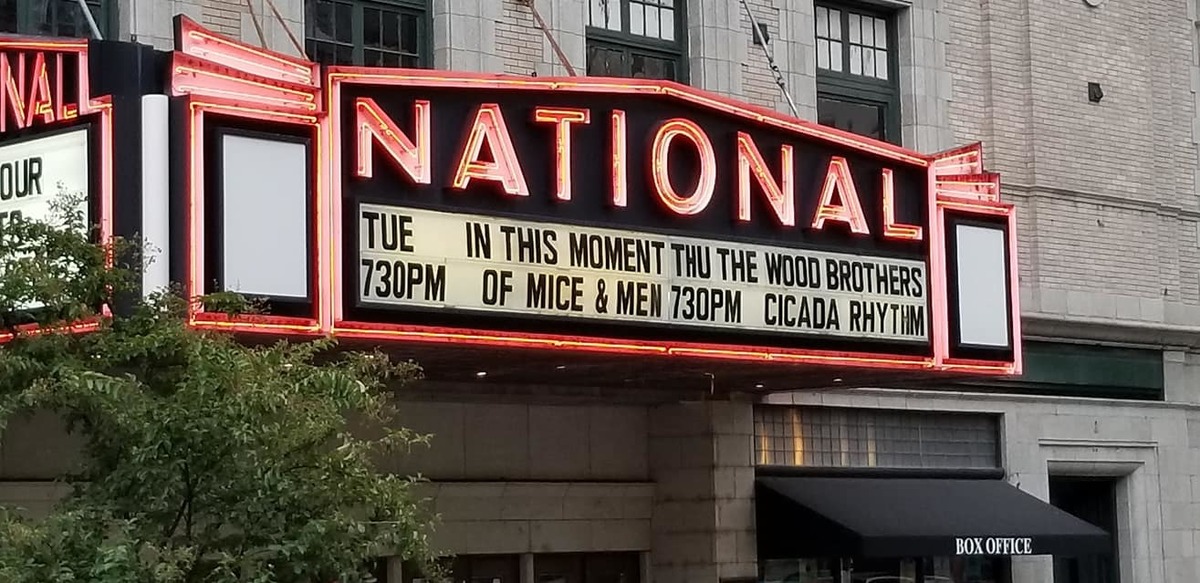 NAL
OUR
NATIONAL
TUE IN THIS MOMENT THU THE WOOD BROTHERS
730PM OF MICE & MEN 730PM CICADA RHYTHM
BOX OFFICE